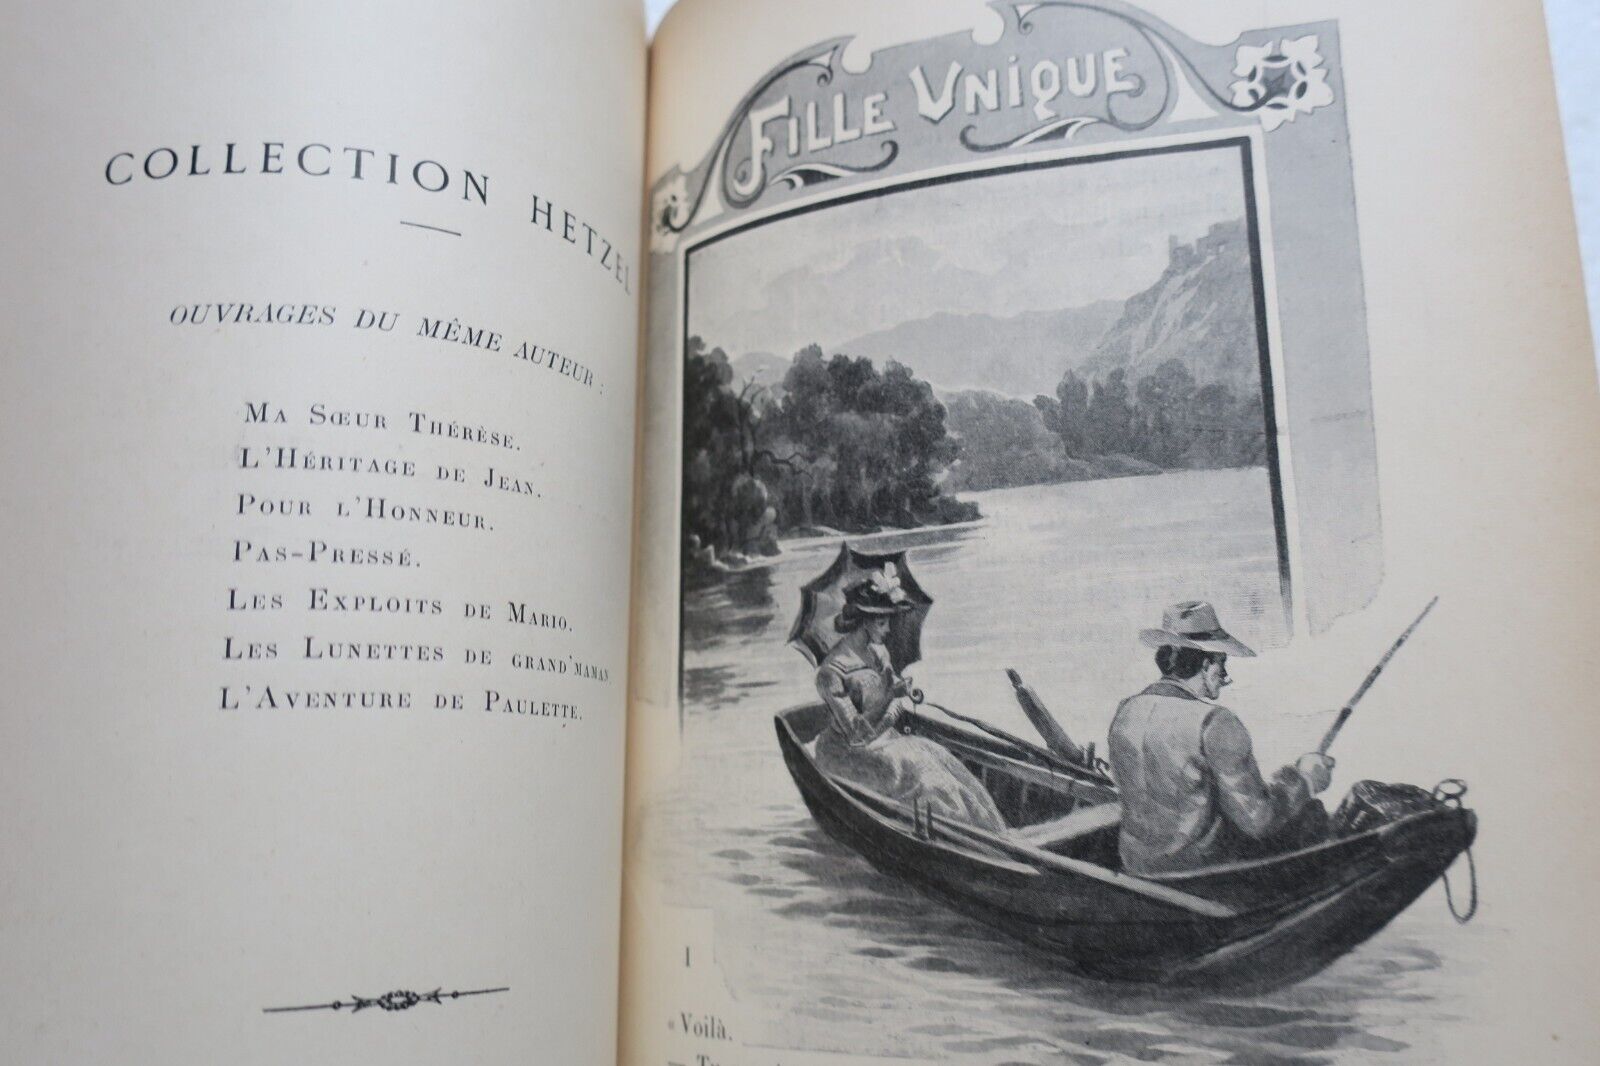 COLLECTION HETZEL
OUVRAGES DU MÊME AUTEUR :
MA SŒUR THÉRÈSE.
L'HÉRITAGE DE JEAN.
POUR L'HONNEUR.
PAS-PRESSÉ.
LES EXPLOITS DE MARIO.
LES LUNETTES DE GRAND'MAMAN.
L'AVENTURE DE PAULETTE.
FILLE UNIQUE
I
« Voilà.